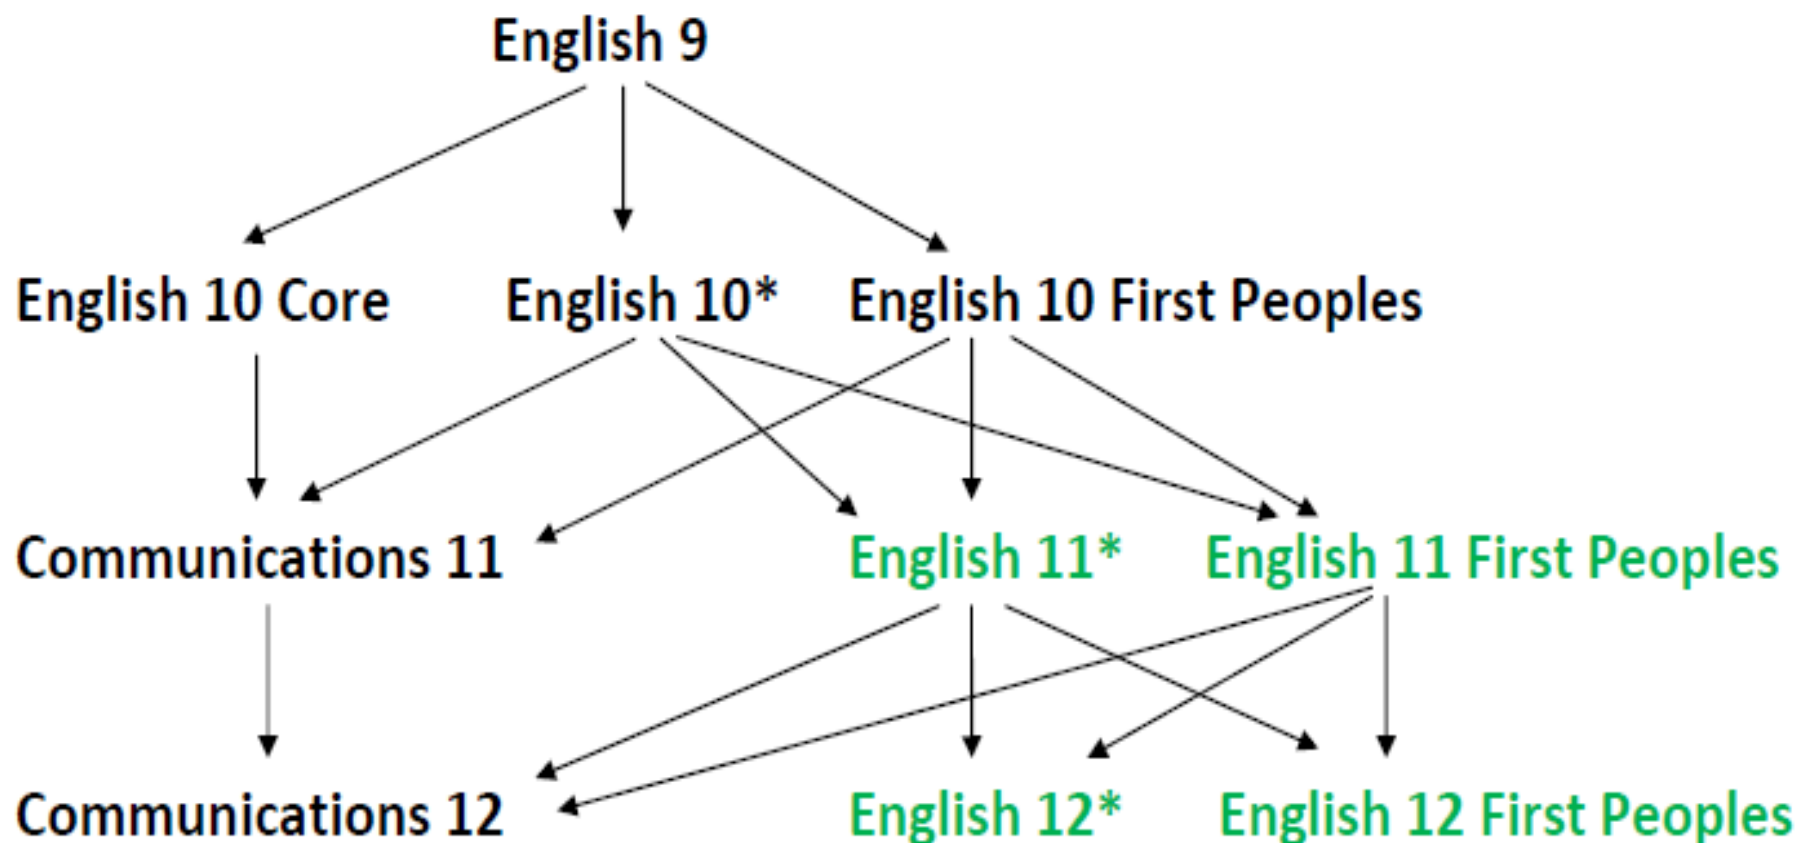 English 9
English 10 Core
English 10*
English 10 First Peoples
Communications 11
English 11*
English 11 First Peoples
Communications 12
English 12*
English 12 First Peoples